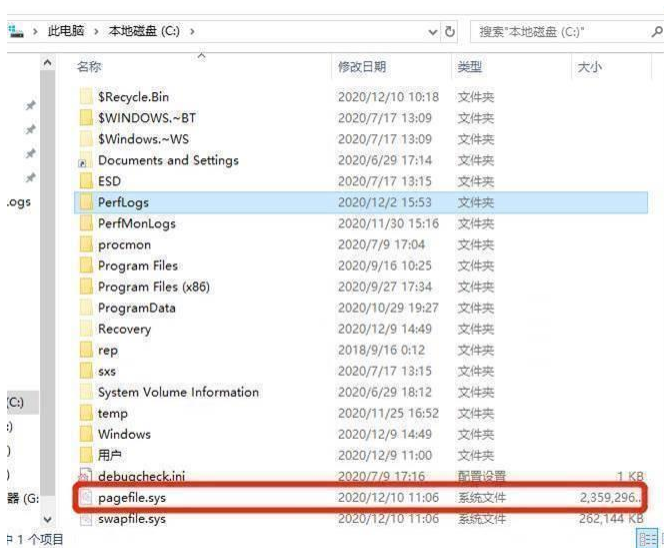 此电脑 › 本地磁盘 (C:) › 搜索"本地磁盘 (C:)"
名称 修改日期 类型 大小
$Recycle.Bin 2020/12/10 10:18 文件夹
$WINDOWS.~BT 2020/7/17 13:09 文件夹
$Windows.~WS 2020/7/17 13:09 文件夹
Documents and Settings 2020/6/29 17:14 文件夹
ESD 2020/7/17 13:15 文件夹
.ogs PerfLogs 2020/12/2 15:53 文件夹
PerfMonLogs 2020/11/30 15:16 文件夹
procmon 2020/7/9 17:04 文件夹
Program Files 2020/9/16 10:25 文件夹
Program Files (x86) 2020/9/27 17:34 文件夹
ProgramData 2020/10/29 19:27 文件夹
Recovery 2020/12/9 14:49 文件夹
rep 2018/9/16 0:12 文件夹
sxs 2020/7/17 13:15 文件夹
System Volume Information 2020/6/29 18:12 文件夹
(C:) temp 2020/11/25 16:52 文件夹
:) Windows 2020/12/9 14:49 文件夹
) 用户 2020/12/9 11:00 文件夹
) debugcheck.ini 2020/7/9 17:16 配置设置 1 KB
器 (G: pagefile.sys 2020/12/10 11:06 系统文件 2,359,296...
swapfile.sys 2020/12/10 11:06 系统文件 262,144 KB
中 1 个项目